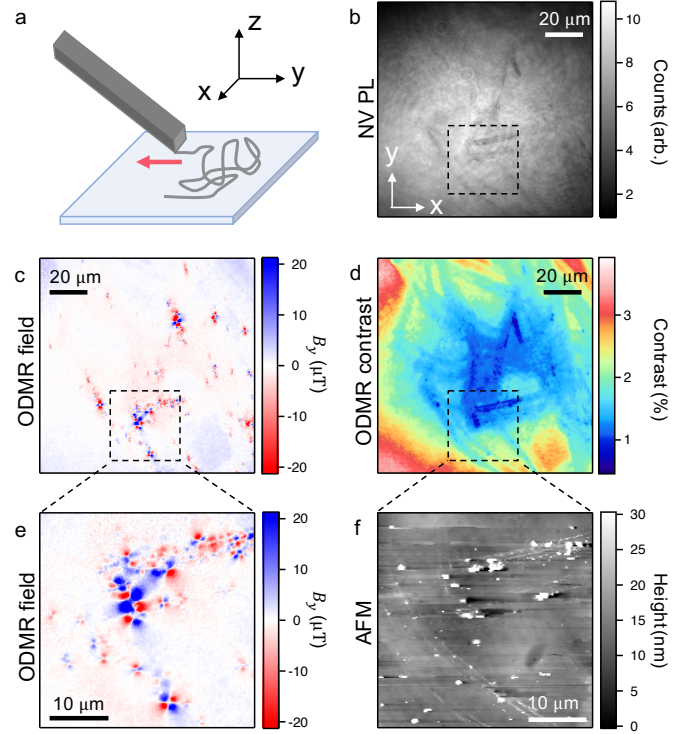 a
z
y
x
b
20 μm
NV PL
y
x
10
8
6
4
2
Counts (arb.)
c
20 μm
ODMR field
20
10
0
-10
-20
By (μT)
d
20 μm
ODMR contrast
3
2
1
Contrast (%)
e
10 μm
ODMR field
20
10
0
-10
-20
By (μT)
f
10 μm
AFM
30
25
20
15
10
5
0
Height (nm)